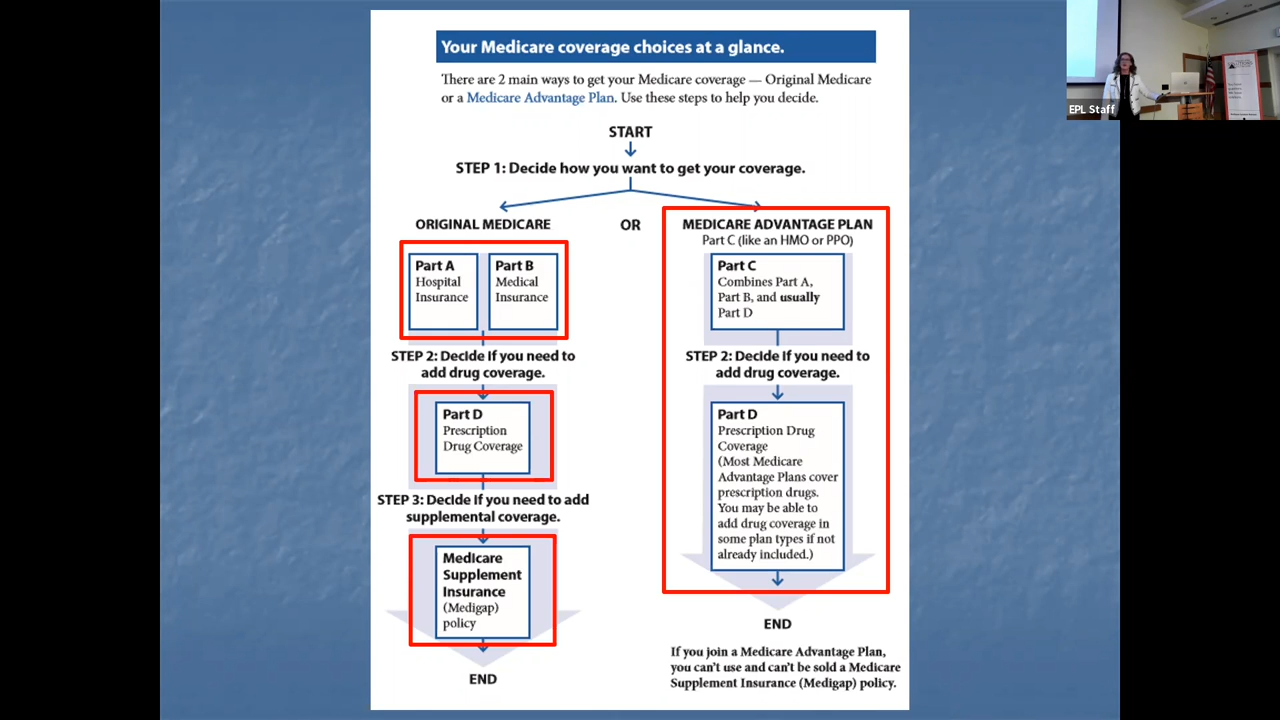 Your Medicare coverage choices at a glance.
There are 2 main ways to get your Medicare coverage — Original Medicare
or a Medicare Advantage Plan. Use these steps to help you decide.
START
STEP 1: Decide how you want to get your coverage.
ORIGINAL MEDICARE
OR
MEDICARE ADVANTAGE PLAN
Part C (like an HMO or PPO)
Part A
Hospital
Insurance
Part B
Medical
Insurance
Part C
Combines Part A,
Part B, and usually
Part D
STEP 2: Decide if you need to
add drug coverage.
STEP 2: Decide if you need to
add drug coverage.
Part D
Prescription
Drug Coverage
Part D
Prescription Drug
Coverage
(Most Medicare
Advantage Plans cover
prescription drugs.
You may be able to
add drug coverage in
some plan types if not
already included.)
STEP 3: Decide if you need to add
supplemental coverage.
Medicare
Supplement
Insurance
(Medigap)
policy
END
END
If you join a Medicare Advantage Plan,
you can't use and can't be sold a Medicare
Supplement Insurance (Medigap) policy.
EPL Staff